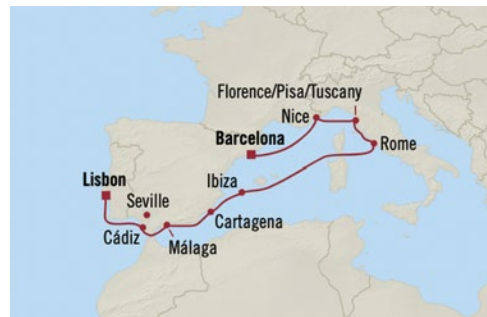 Florence/Pisa/Tuscany
Nice
Barcelona
Rome
Lisbon
Seville
Ibiza
Cartagena
Cádiz
Málaga